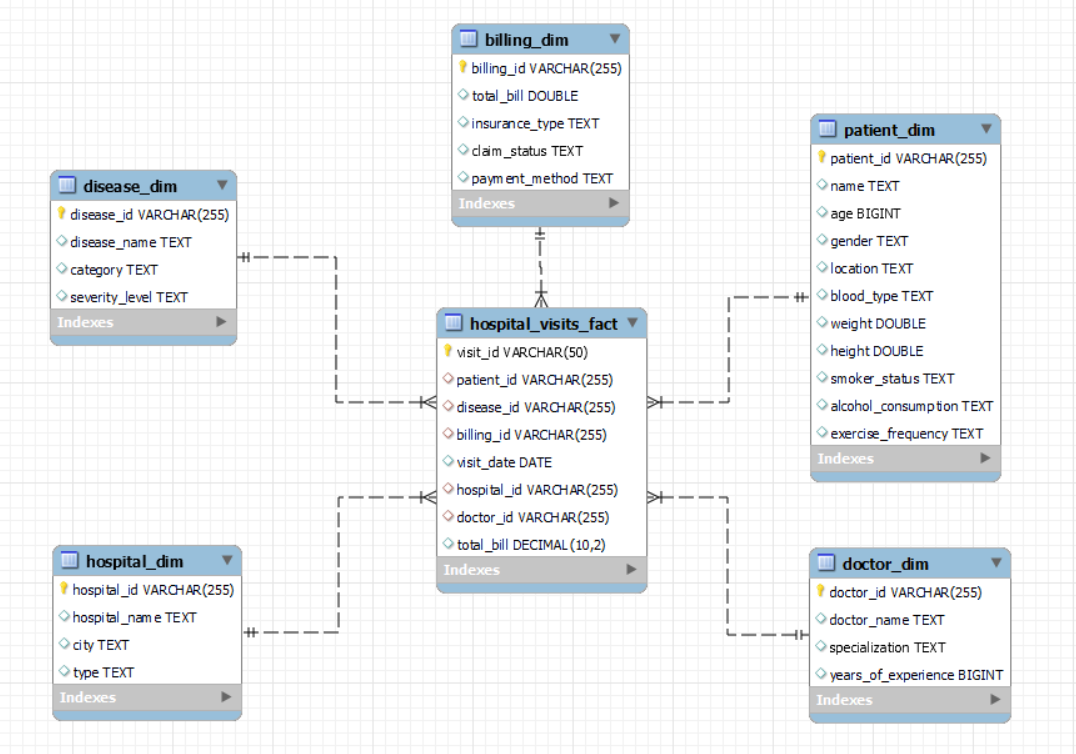 billing_dim
billing_id VARCHAR(255)
total_bill DOUBLE
insurance_type TEXT
claim_status TEXT
payment_method TEXT
Indexes
patient_dim
patient_id VARCHAR(255)
name TEXT
age BIGINT
gender TEXT
location TEXT
blood_type TEXT
weight DOUBLE
height DOUBLE
smoker_status TEXT
alcohol_consumption TEXT
exercise_frequency TEXT
Indexes
disease_dim
disease_id VARCHAR(255)
disease_name TEXT
category TEXT
severity_level TEXT
Indexes
hospital_visits_fact
visit_id VARCHAR(50)
patient_id VARCHAR(255)
disease_id VARCHAR(255)
billing_id VARCHAR(255)
visit_date DATE
hospital_id VARCHAR(255)
doctor_id VARCHAR(255)
total_bill DECIMAL(10,2)
Indexes
hospital_dim
hospital_id VARCHAR(255)
hospital_name TEXT
city TEXT
type TEXT
Indexes
doctor_dim
doctor_id VARCHAR(255)
doctor_name TEXT
specialization TEXT
years_of_experience BIGINT
Indexes